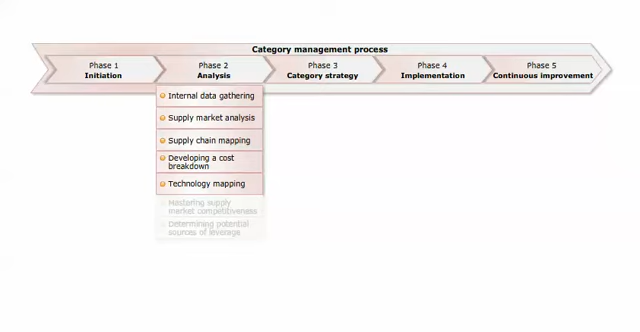 Category management process
Phase 1
Initiation
Phase 2
Analysis
Phase 3
Category strategy
Phase 4
Implementation
Phase 5
Continuous improvement
Internal data gathering
Supply market analysis
Supply chain mapping
Developing a cost
breakdown
Technology mapping
Mastering supply
market competitiveness
Determining potential
sources of leverage